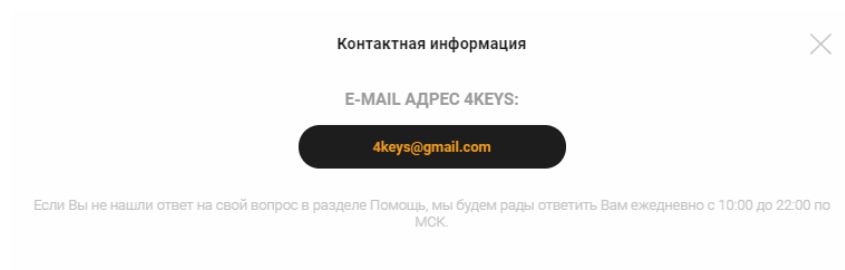 Контактная информация
E-MAIL АДРЕС 4KEYS:
4keys@gmail.com
Если Вы не нашли ответ на свой вопрос в разделе Помощь, мы будем рады ответить Вам ежедневно с 10:00 до 22:00 по
МСК.